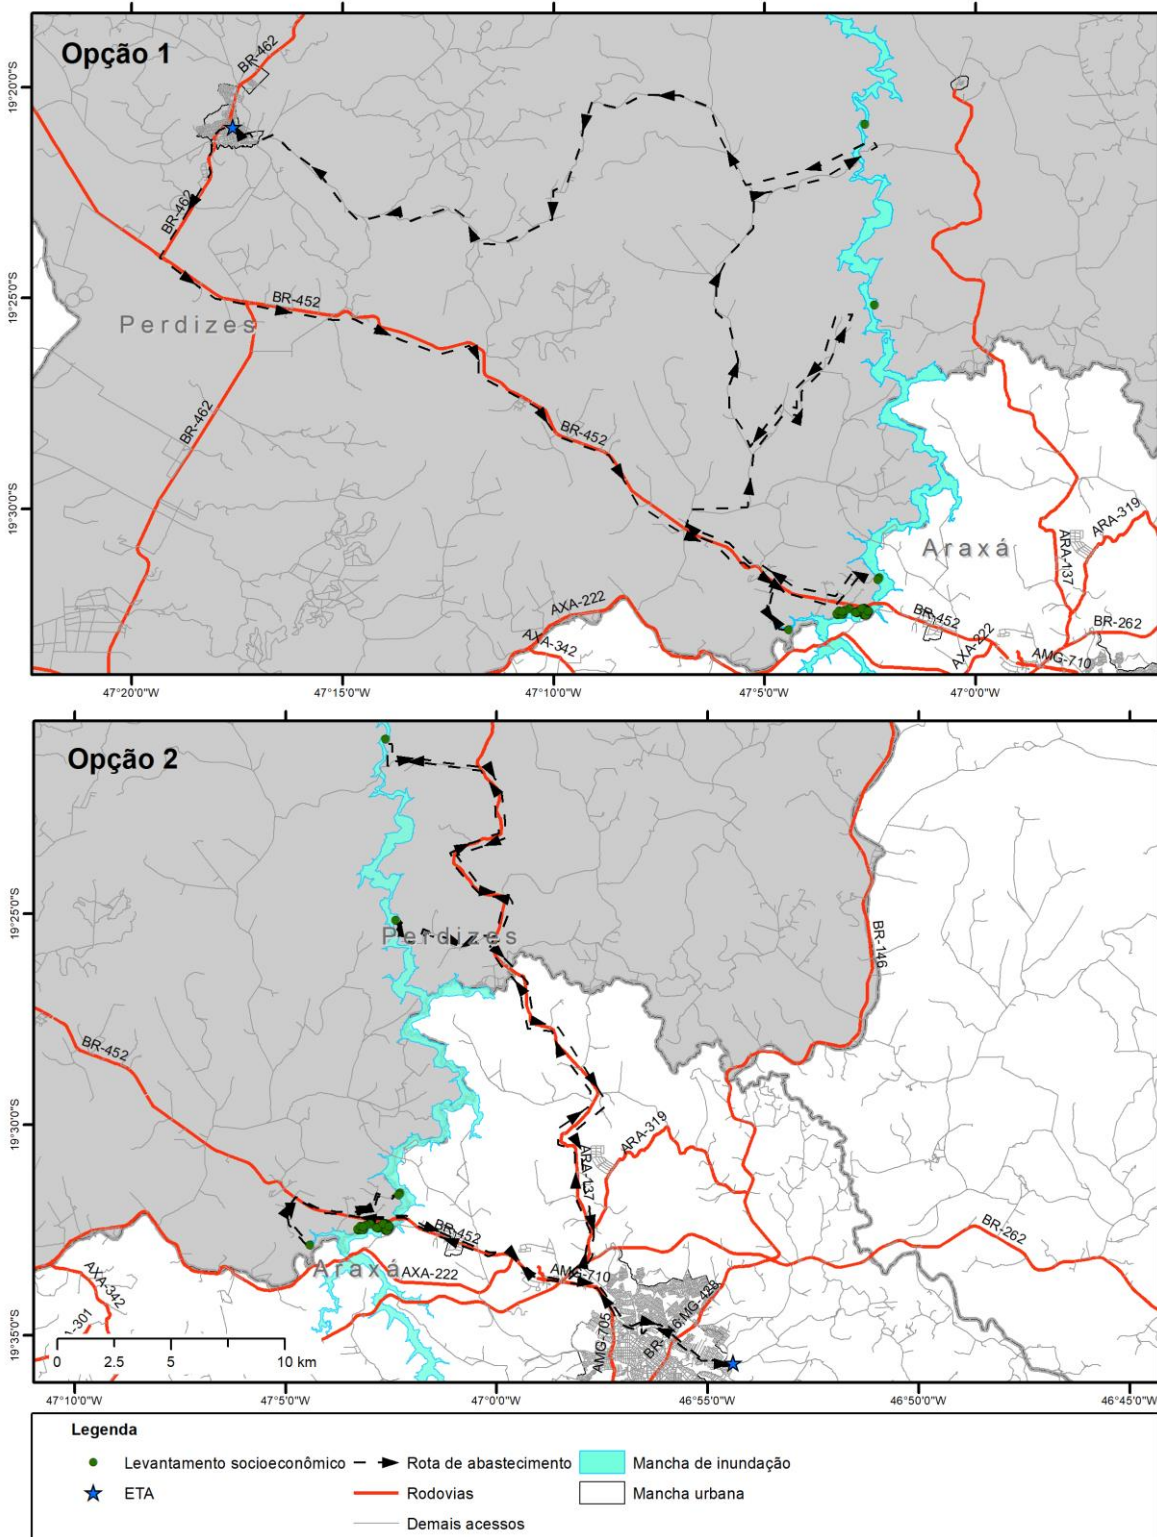 Opção 1
BR-462
19°20'0"S
BR-462
BR-452
19°25'0"S
Perdizes
BR-462
BR-452
19°30'0"S
ARA-319
Araxá
ARA-137
AXA-222
BR-452
BR-262
AXA-342
AXA-222
AMG-710
47°20'0"W 47°15'0"W 47°10'0"W 47°5'0"W 47°0'0"W
Opção 2
19°25'0"S
Perdizes
BR-146
BR-452
19°30'0"S
ARA-319
ARA-137
BR-452
BR-262
Araxá
AXA-222
AMG-710
AXA-342
AMG-705
MG-428
19°35'0"S
0 2.5 5 10 km
47°10'0"W 47°5'0"W 47°0'0"W 46°55'0"W 46°50'0"W 46°45'0"W
Legenda
Levantamento socioeconômico Rota de abastecimento Mancha de inundação
ETA Rodovias Mancha urbana
Demais acessos